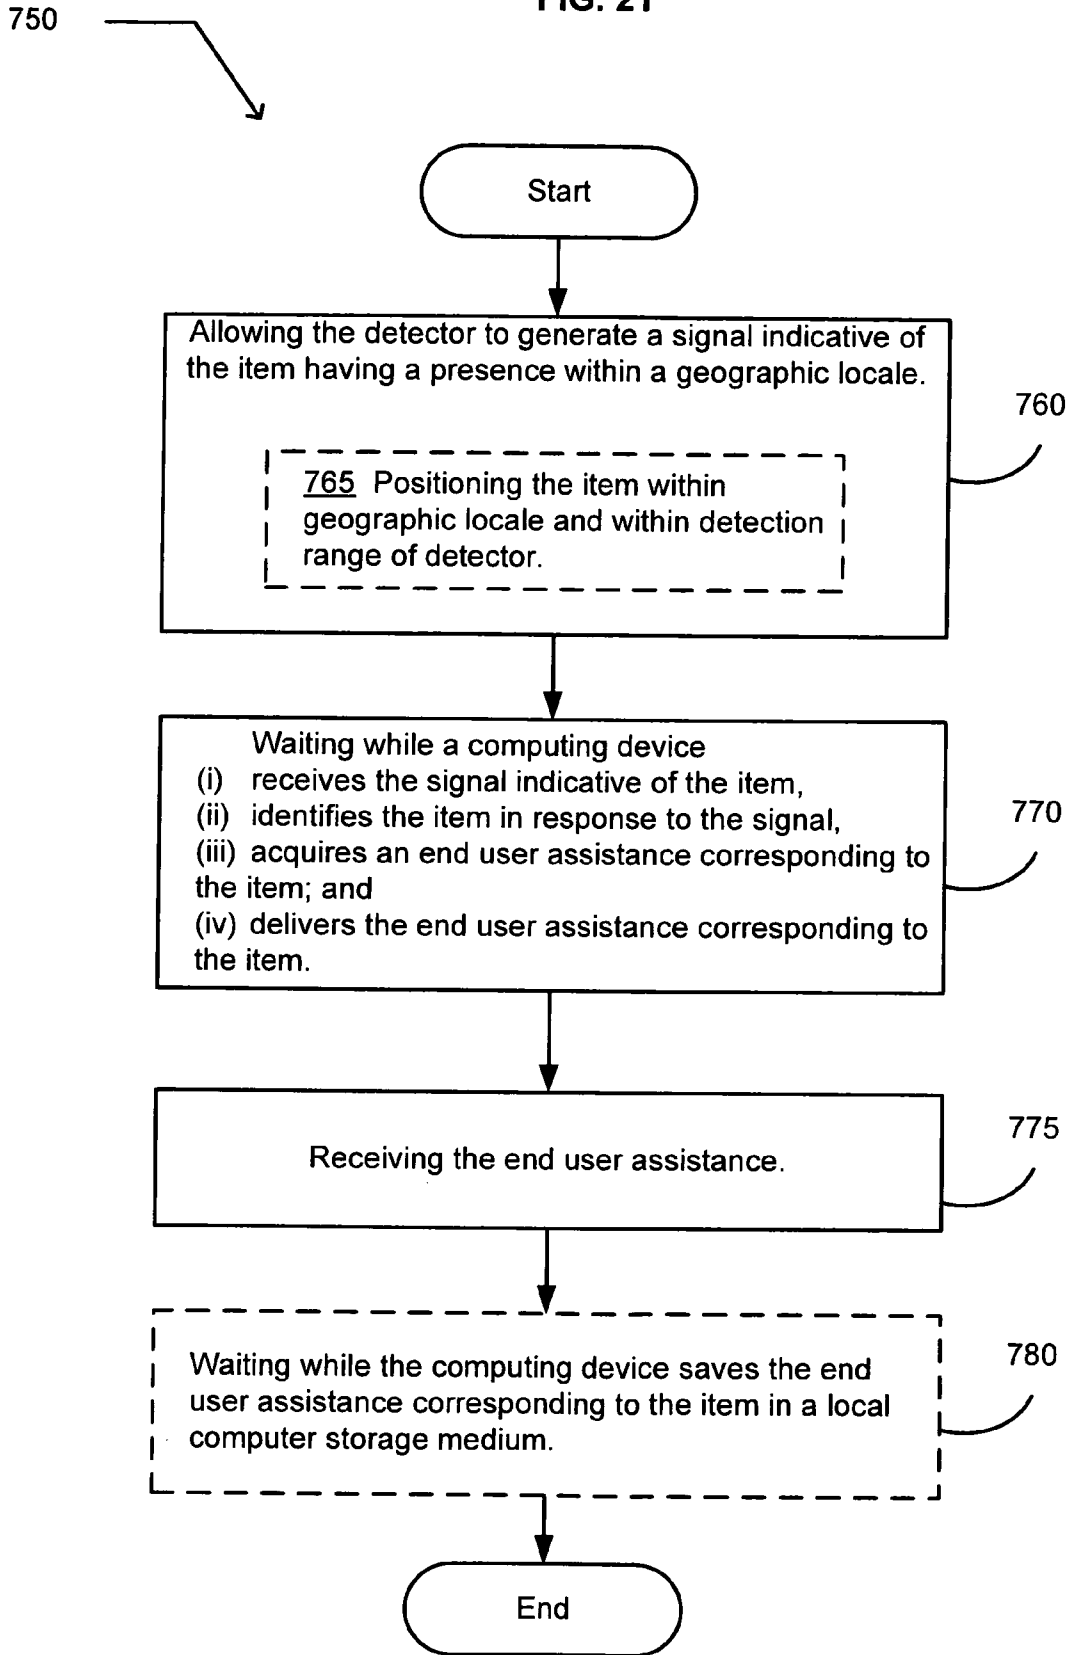 FIG. 21
750
Start
Allowing the detector to generate a signal indicative of
the item having a presence within a geographic locale.
760
765 Positioning the item within
geographic locale and within detection
range of detector.
Waiting while a computing device
(i) receives the signal indicative of the item,
(ii) identifies the item in response to the signal,
(iii) acquires an end user assistance corresponding to
the item; and
(iv) delivers the end user assistance corresponding to
the item.
770
Receiving the end user assistance.
775
Waiting while the computing device saves the end
user assistance corresponding to the item in a local
computer storage medium.
780
End